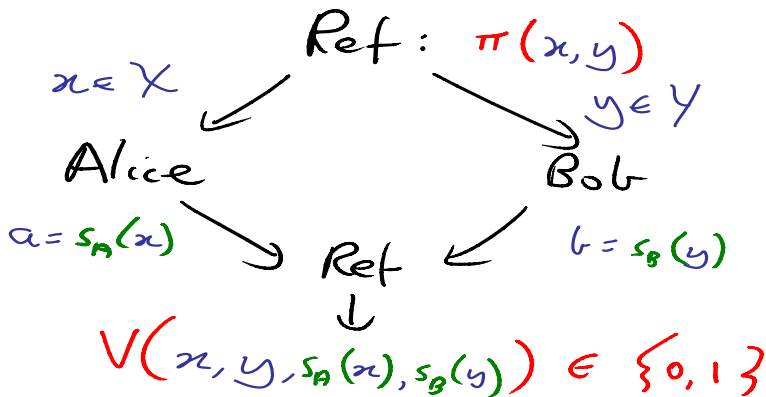 Ref: π(x,y)
x ∈ X
y ∈ Y
Alice
Bob
a = s_A(x)
b = s_B(y)
Ref
V(x, y, s_A(x), s_B(y)) ∈ {0,1}